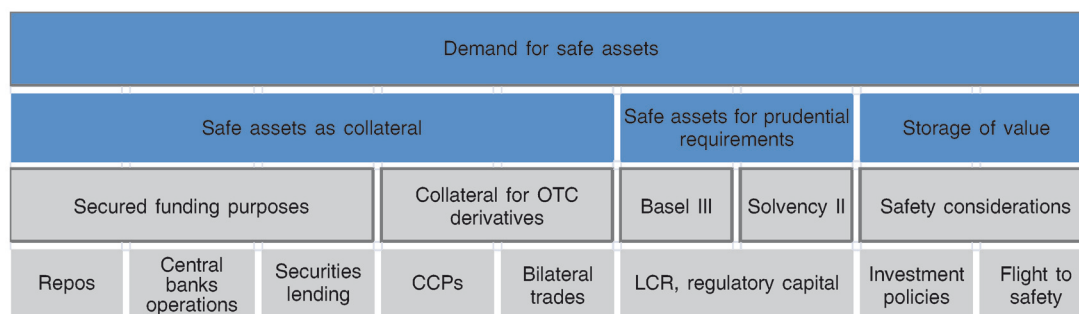 Demand for safe assets
Safe assets as collateral
Safe assets for prudential
requirements
Storage of value
Secured funding purposes
Collateral for OTC
derivatives
Basel III
Solvency II
Safety considerations
Repos
Central
banks
operations
Securities
lending
CCPs
Bilateral
trades
LCR, regulatory capital
Investment
policies
Flight to
safety